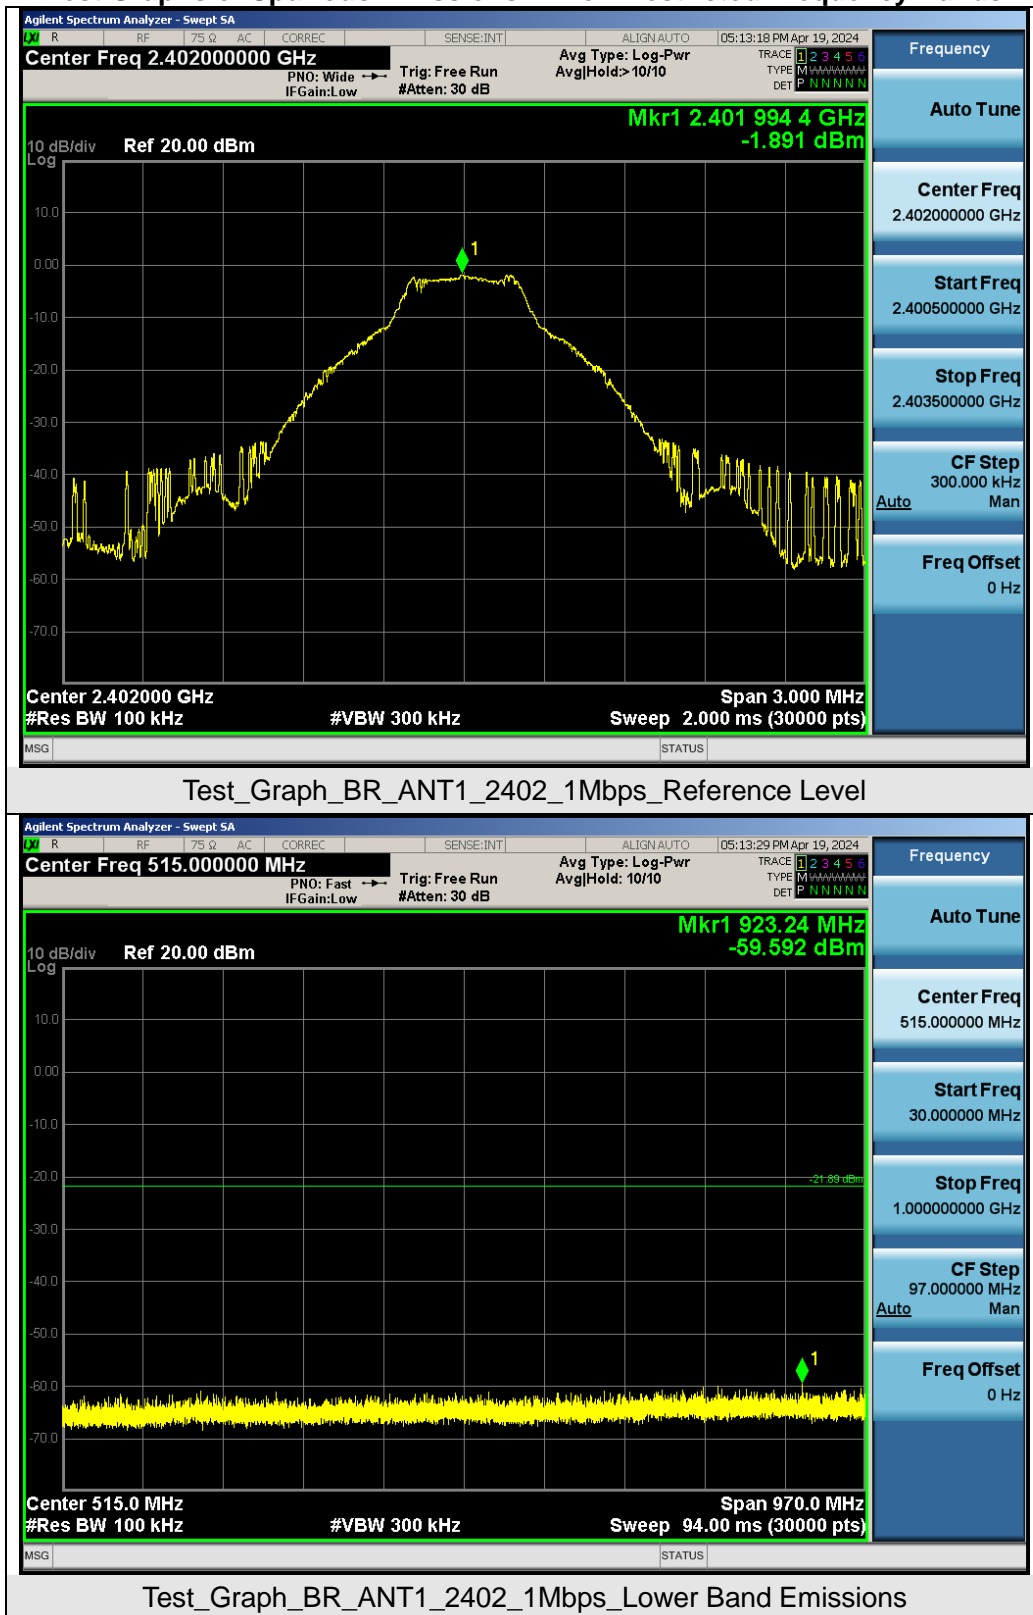 Agilent Spectrum Analyzer - Swept SA
LXI R RF 75 Ω AC CORREC SENSE:INT ALIGN AUTO 05:13:18 PM Apr 19, 2024
Center Freq 2.402000000 GHz
PNO: Wide
IFGain:Low
Trig: Free Run
#Atten: 30 dB
Avg Type: Log-Pwr
Avg|Hold:>10/10
TRACE 1 2 3 4 5 6
TYPE M
DET P N N N N N
Mkr1 2.401 994 4 GHz
-1.891 dBm
10 dB/div
Log
Ref 20.00 dBm
10.0
0.00
-10.0
-20.0
-30.0
-40.0
-50.0
-60.0
-70.0
1
Center 2.402000 GHz
Span 3.000 MHz
#Res BW 100 kHz
#VBW 300 kHz
Sweep 2.000 ms (30000 pts)
MSG
STATUS
Frequency
Auto Tune
Center Freq
2.402000000 GHz
Start Freq
2.400500000 GHz
Stop Freq
2.403500000 GHz
CF Step
300.000 kHz
Auto Man
Freq Offset
0 Hz
Test_Graph_BR_ANT1_2402_1Mbps_Reference Level
Agilent Spectrum Analyzer - Swept SA
LXI R RF 75 Ω AC CORREC SENSE:INT ALIGN AUTO 05:13:29 PM Apr 19, 2024
Center Freq 515.000000 MHz
PNO: Fast
IFGain:Low
Trig: Free Run
#Atten: 30 dB
Avg Type: Log-Pwr
Avg|Hold: 10/10
TRACE 1 2 3 4 5 6
TYPE M
DET P N N N N N
Mkr1 923.24 MHz
-59.592 dBm
10 dB/div
Log
Ref 20.00 dBm
10.0
0.00
-10.0
-20.0
-30.0
-40.0
-50.0
-60.0
-70.0
-21.89 dBm
1
Center 515.0 MHz
Span 970.0 MHz
#Res BW 100 kHz
#VBW 300 kHz
Sweep 94.00 ms (30000 pts)
MSG
STATUS
Frequency
Auto Tune
Center Freq
515.000000 MHz
Start Freq
30.000000 MHz
Stop Freq
1.000000000 GHz
CF Step
97.000000 MHz
Auto Man
Freq Offset
0 Hz
Test_Graph_BR_ANT1_2402_1Mbps_Lower Band Emissions